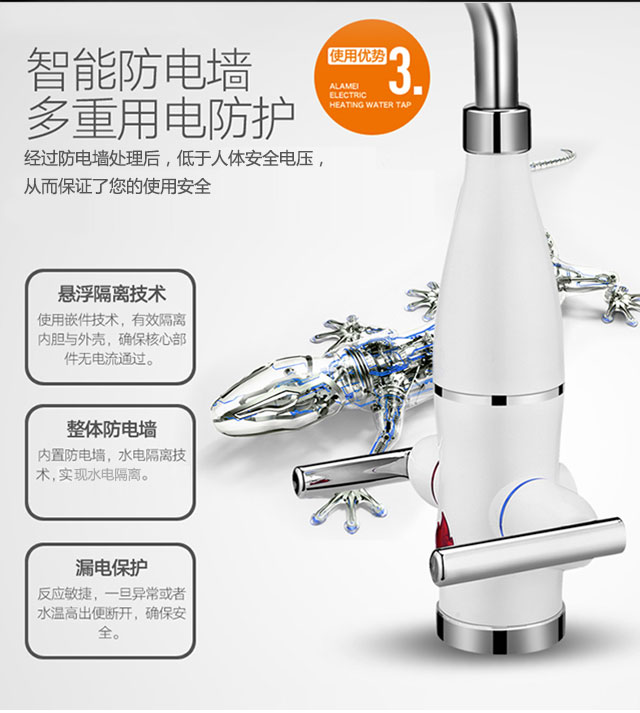 智能防电墙
多重用电防护
经过防电墙处理后，低于人体安全电压，
从而保证了您的使用安全
使用优势
3.
ALAMEI
ELECTRIC
HEATING WATER TAP
悬浮隔离技术
使用嵌件技术，有效隔离
内胆与外壳，确保核心部
件无电流通过。
整体防电墙
内置防电墙，水电隔离技
术，实现水电隔离。
漏电保护
反应敏捷，一旦异常或者
水温高出便断开，确保安
全。